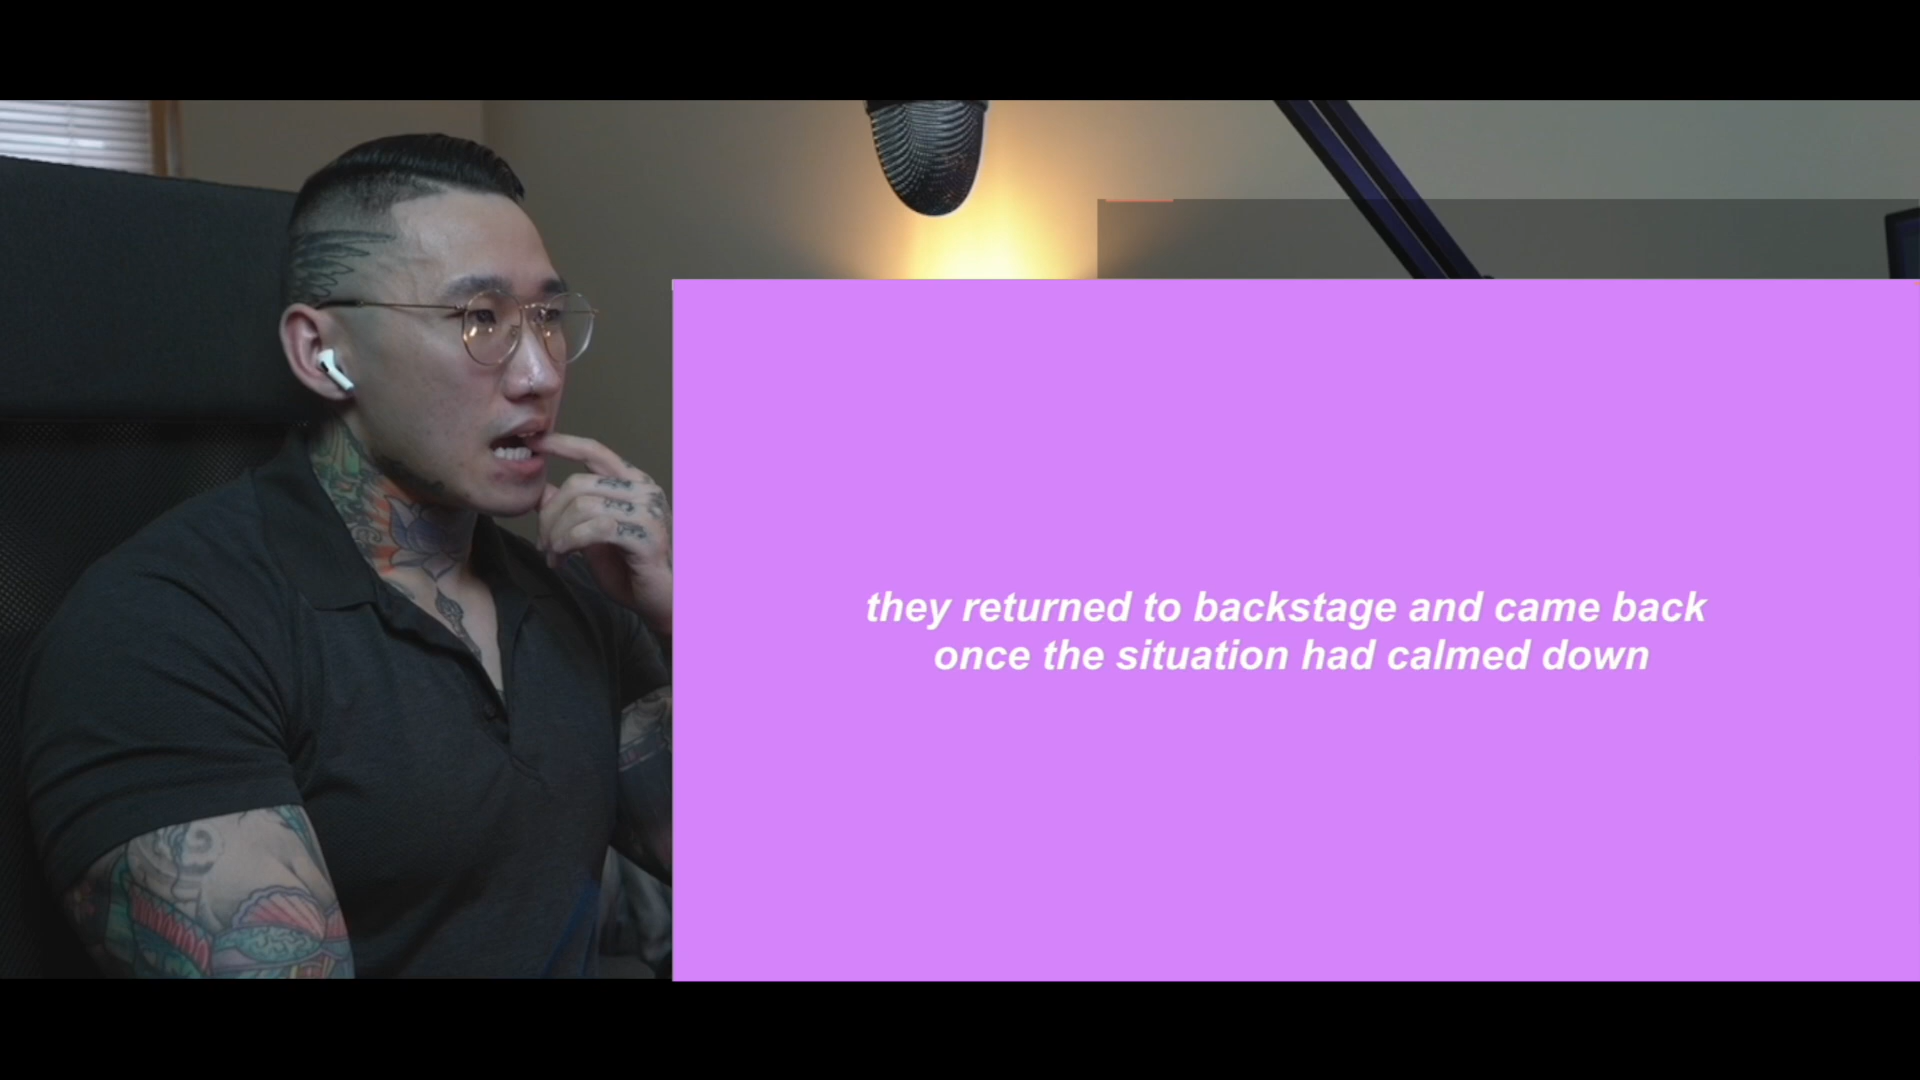 they returned to backstage and came back
once the situation had calmed down